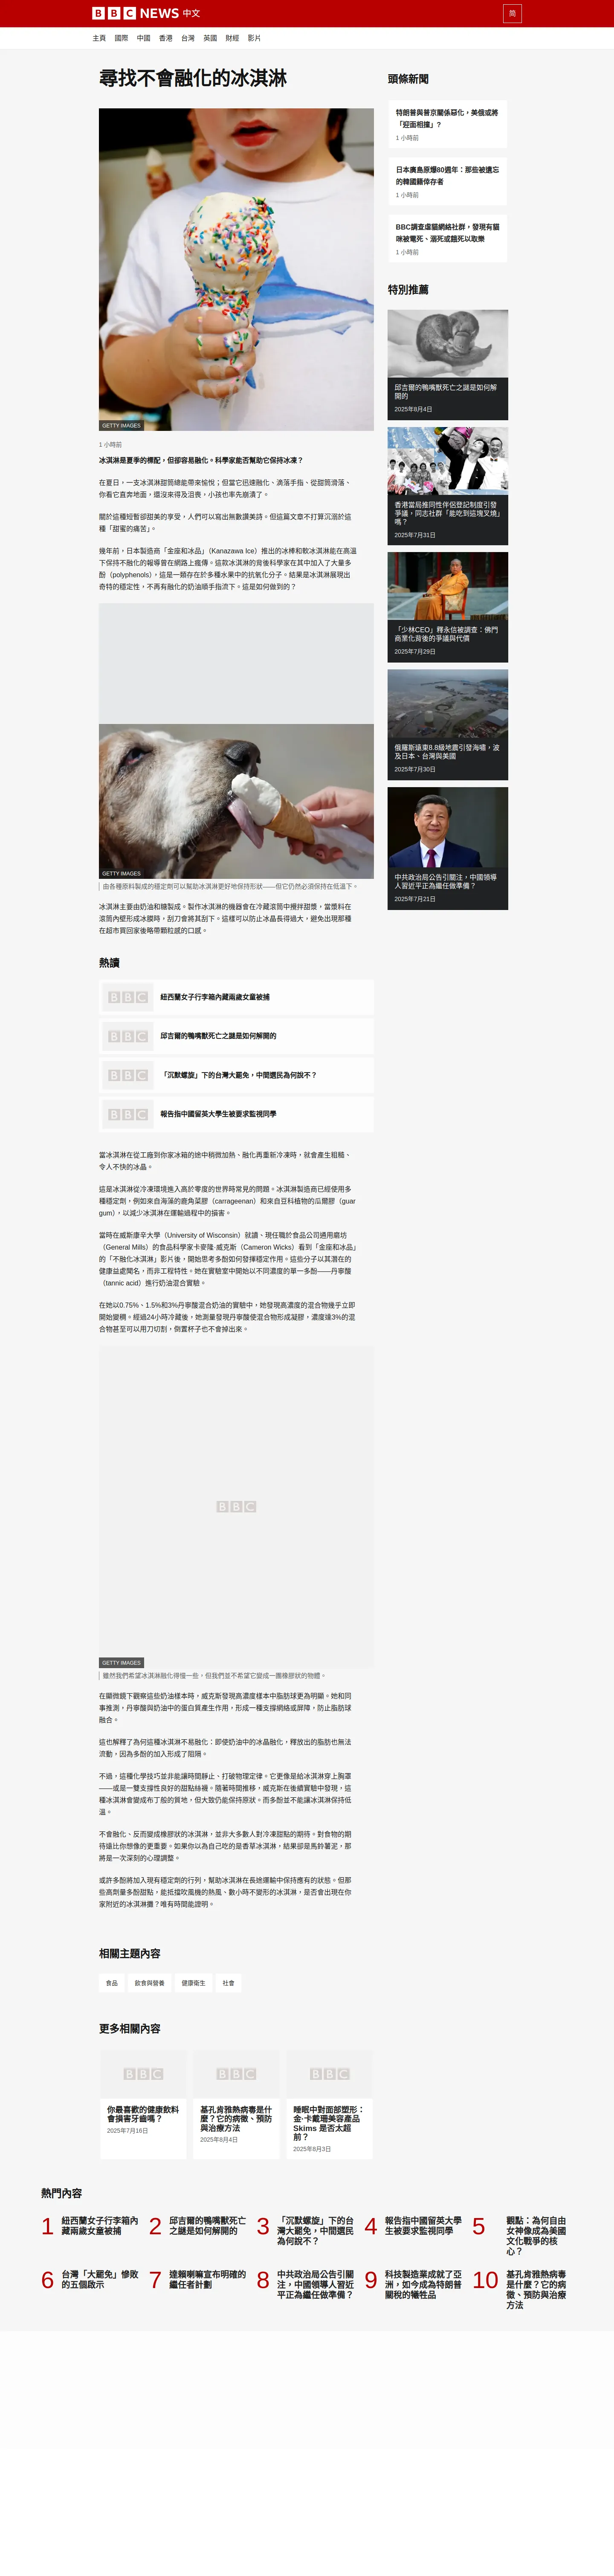 BBC NEWS 中文
简
主頁 國際 中國 香港 台灣 英國 財經 影片
尋找不會融化的冰淇淋
GETTY IMAGES
1 小時前
冰淇淋是夏季的標配，但卻容易融化。科學家能否幫助它保持冰凍？
在夏日，一支冰淇淋甜筒總能帶來愉悅；但當它迅速融化、滴落手指、從甜筒滑落、
你看它直奔地面，還沒來得及沮喪，小孩也率先崩潰了。
關於這種短暫卻甜美的享受，人們可以寫出無數讚美詩。但這篇文章不打算沉溺於這
種「甜蜜的痛苦」。
幾年前，日本製造商「金座和冰品」（Kanazawa Ice）推出的冰棒和軟冰淇淋能在高溫
下保持不融化的報導曾在網路上瘋傳。這款冰淇淋的背後科學家在其中加入了大量多
酚（polyphenols），這是一類存在於多種水果中的抗氧化分子。結果是冰淇淋展現出
奇特的穩定性，不再有融化的奶油順手指流下。這是如何做到的？
GETTY IMAGES
由各種原料製成的穩定劑可以幫助冰淇淋更好地保持形狀——但它仍然必須保持在低溫下。
冰淇淋主要由奶油和糖製成。製作冰淇淋的機器會在冷藏滾筒中攪拌甜漿，當漿料在
滾筒內壁形成冰膜時，刮刀會將其刮下。這樣可以防止冰晶長得過大，避免出現那種
在超市買回家後略帶顆粒感的口感。
熱讀
紐西蘭女子行李箱內藏兩歲女童被捕
邱吉爾的鴨嘴獸死亡之謎是如何解開的
「沉默螺旋」下的台灣大罷免，中間選民為何說不？
報告指中國留英大學生被要求監視同學
當冰淇淋在從工廠到你家冰箱的途中稍微加熱、融化再重新冷凍時，就會產生粗糙、
令人不快的冰晶。
這是冰淇淋從冷凍環境進入高於零度的世界時常見的問題。冰淇淋製造商已經使用多
種穩定劑，例如來自海藻的鹿角菜膠（carrageenan）和來自豆科植物的瓜爾膠（guar
gum），以減少冰淇淋在運輸過程中的損害。
當時在威斯康辛大學（University of Wisconsin）就讀、現任職於食品公司通用磨坊
（General Mills）的食品科學家卡麥隆·威克斯（Cameron Wicks）看到「金座和冰品」
的「不融化冰淇淋」影片後，開始思考多酚如何發揮穩定作用。這些分子以其潛在的
健康益處聞名，而非工程特性。她在實驗室中開始以不同濃度的單一多酚——丹寧酸
（tannic acid）進行奶油混合實驗。
在她以0.75%、1.5%和3%丹寧酸混合奶油的實驗中，她發現高濃度的混合物幾乎立即
開始變稠。經過24小時冷藏後，她測量發現丹寧酸使混合物形成凝膠，濃度達3%的混
合物甚至可以用刀切割，倒置杯子也不會掉出來。
BBC
GETTY IMAGES
雖然我們希望冰淇淋融化得慢一些，但我們並不希望它變成一團橡膠狀的物體。
在顯微鏡下觀察這些奶油樣本時，威克斯發現高濃度樣本中脂肪球更為明顯。她和同
事推測，丹寧酸與奶油中的蛋白質產生作用，形成一種支撐網絡或屏障，防止脂肪球
融合。
這也解釋了為何這種冰淇淋不易融化：即使奶油中的冰晶融化，釋放出的脂肪也無法
流動，因為多酚的加入形成了阻隔。
不過，這種化學技巧並非能讓時間靜止、打破物理定律。它更像是給冰淇淋穿上胸罩
——或是一雙支撐性良好的甜點絲襪。隨著時間推移，威克斯在後續實驗中發現，這
種冰淇淋會變成布丁般的質地，但大致仍能保持原狀。而多酚並不能讓冰淇淋保持低
溫。
不會融化、反而變成橡膠狀的冰淇淋，並非大多數人對冷凍甜點的期待。對食物的期
待遠比你想像的更重要。如果你以為自己吃的是香草冰淇淋，結果卻是馬鈴薯泥，那
將是一次深刻的心理調整。
或許多酚將加入現有穩定劑的行列，幫助冰淇淋在長途運輸中保持應有的狀態。但那
些高劑量多酚甜點，能抵擋吹風機的熱風、數小時不變形的冰淇淋，是否會出現在你
家附近的冰淇淋攤？唯有時間能證明。
相關主題內容
食品 飲食與營養 健康衛生 社會
更多相關內容
你最喜歡的健康飲料
會損害牙齒嗎？
2025年7月16日
基孔肯雅熱病毒是什
麼？它的病徵、預防
與治療方法
2025年8月4日
睡眠中對面部塑形：
金·卡戴珊美容產品
Skims 是否太超
前？
2025年8月3日
頭條新聞
特朗普與普京關係惡化，美俄或將
「迎面相撞」?
1 小時前
日本廣島原爆80週年：那些被遺忘
的韓國籍倖存者
1 小時前
BBC調查虐貓網絡社群，發現有貓
咪被電死、溺死或餓死以取樂
1 小時前
特別推薦
邱吉爾的鴨嘴獸死亡之謎是如何解
開的
2025年8月4日
香港當局推同性伴侶登記制度引發
爭議，同志社群「能吃到這塊叉燒」
嗎？
2025年7月31日
「少林CEO」釋永信被調查：佛門
商業化背後的爭議與代價
2025年7月29日
俄羅斯遠東8.8級地震引發海嘯，波
及日本、台灣與美國
2025年7月30日
中共政治局公告引關注，中國領導
人習近平正為繼任做準備？
2025年7月21日
熱門內容
1 紐西蘭女子行李箱內
藏兩歲女童被捕
2 邱吉爾的鴨嘴獸死亡
之謎是如何解開的
3 「沉默螺旋」下的台
灣大罷免，中間選民
為何說不？
4 報告指中國留英大學
生被要求監視同學
5 觀點：為何自由
女神像成為美國
文化戰爭的核
心？
6 台灣「大罷免」慘敗
的五個啟示
7 達賴喇嘛宣布明確的
繼任者計劃
8 中共政治局公告引關
注，中國領導人習近
平正為繼任做準備？
9 科技製造業成就了亞
洲，如今成為特朗普
關稅的犧牲品
10 基孔肯雅熱病毒
是什麼？它的病
徵、預防與治療
方法